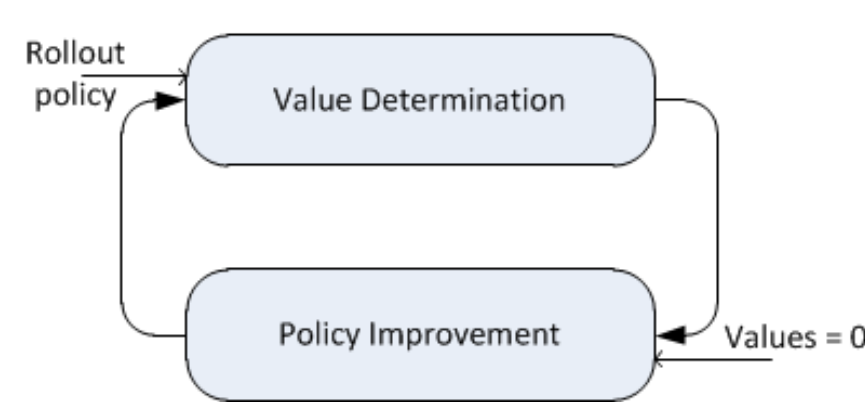 Rollout
policy
Value Determination
Policy Improvement
Values = 0